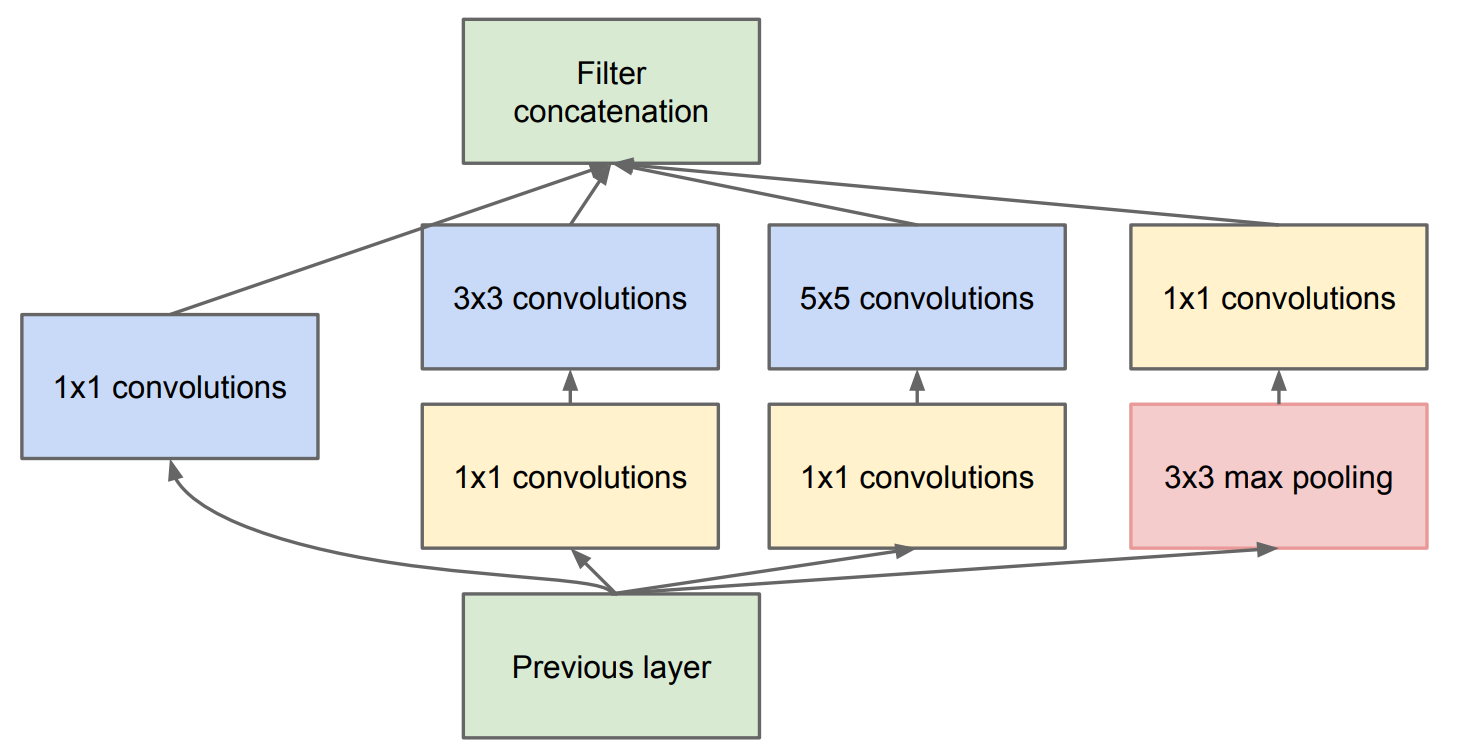 Filter
concatenation
3x3 convolutions
5x5 convolutions
1x1 convolutions
1x1 convolutions
1x1 convolutions
1x1 convolutions
3x3 max pooling
Previous layer